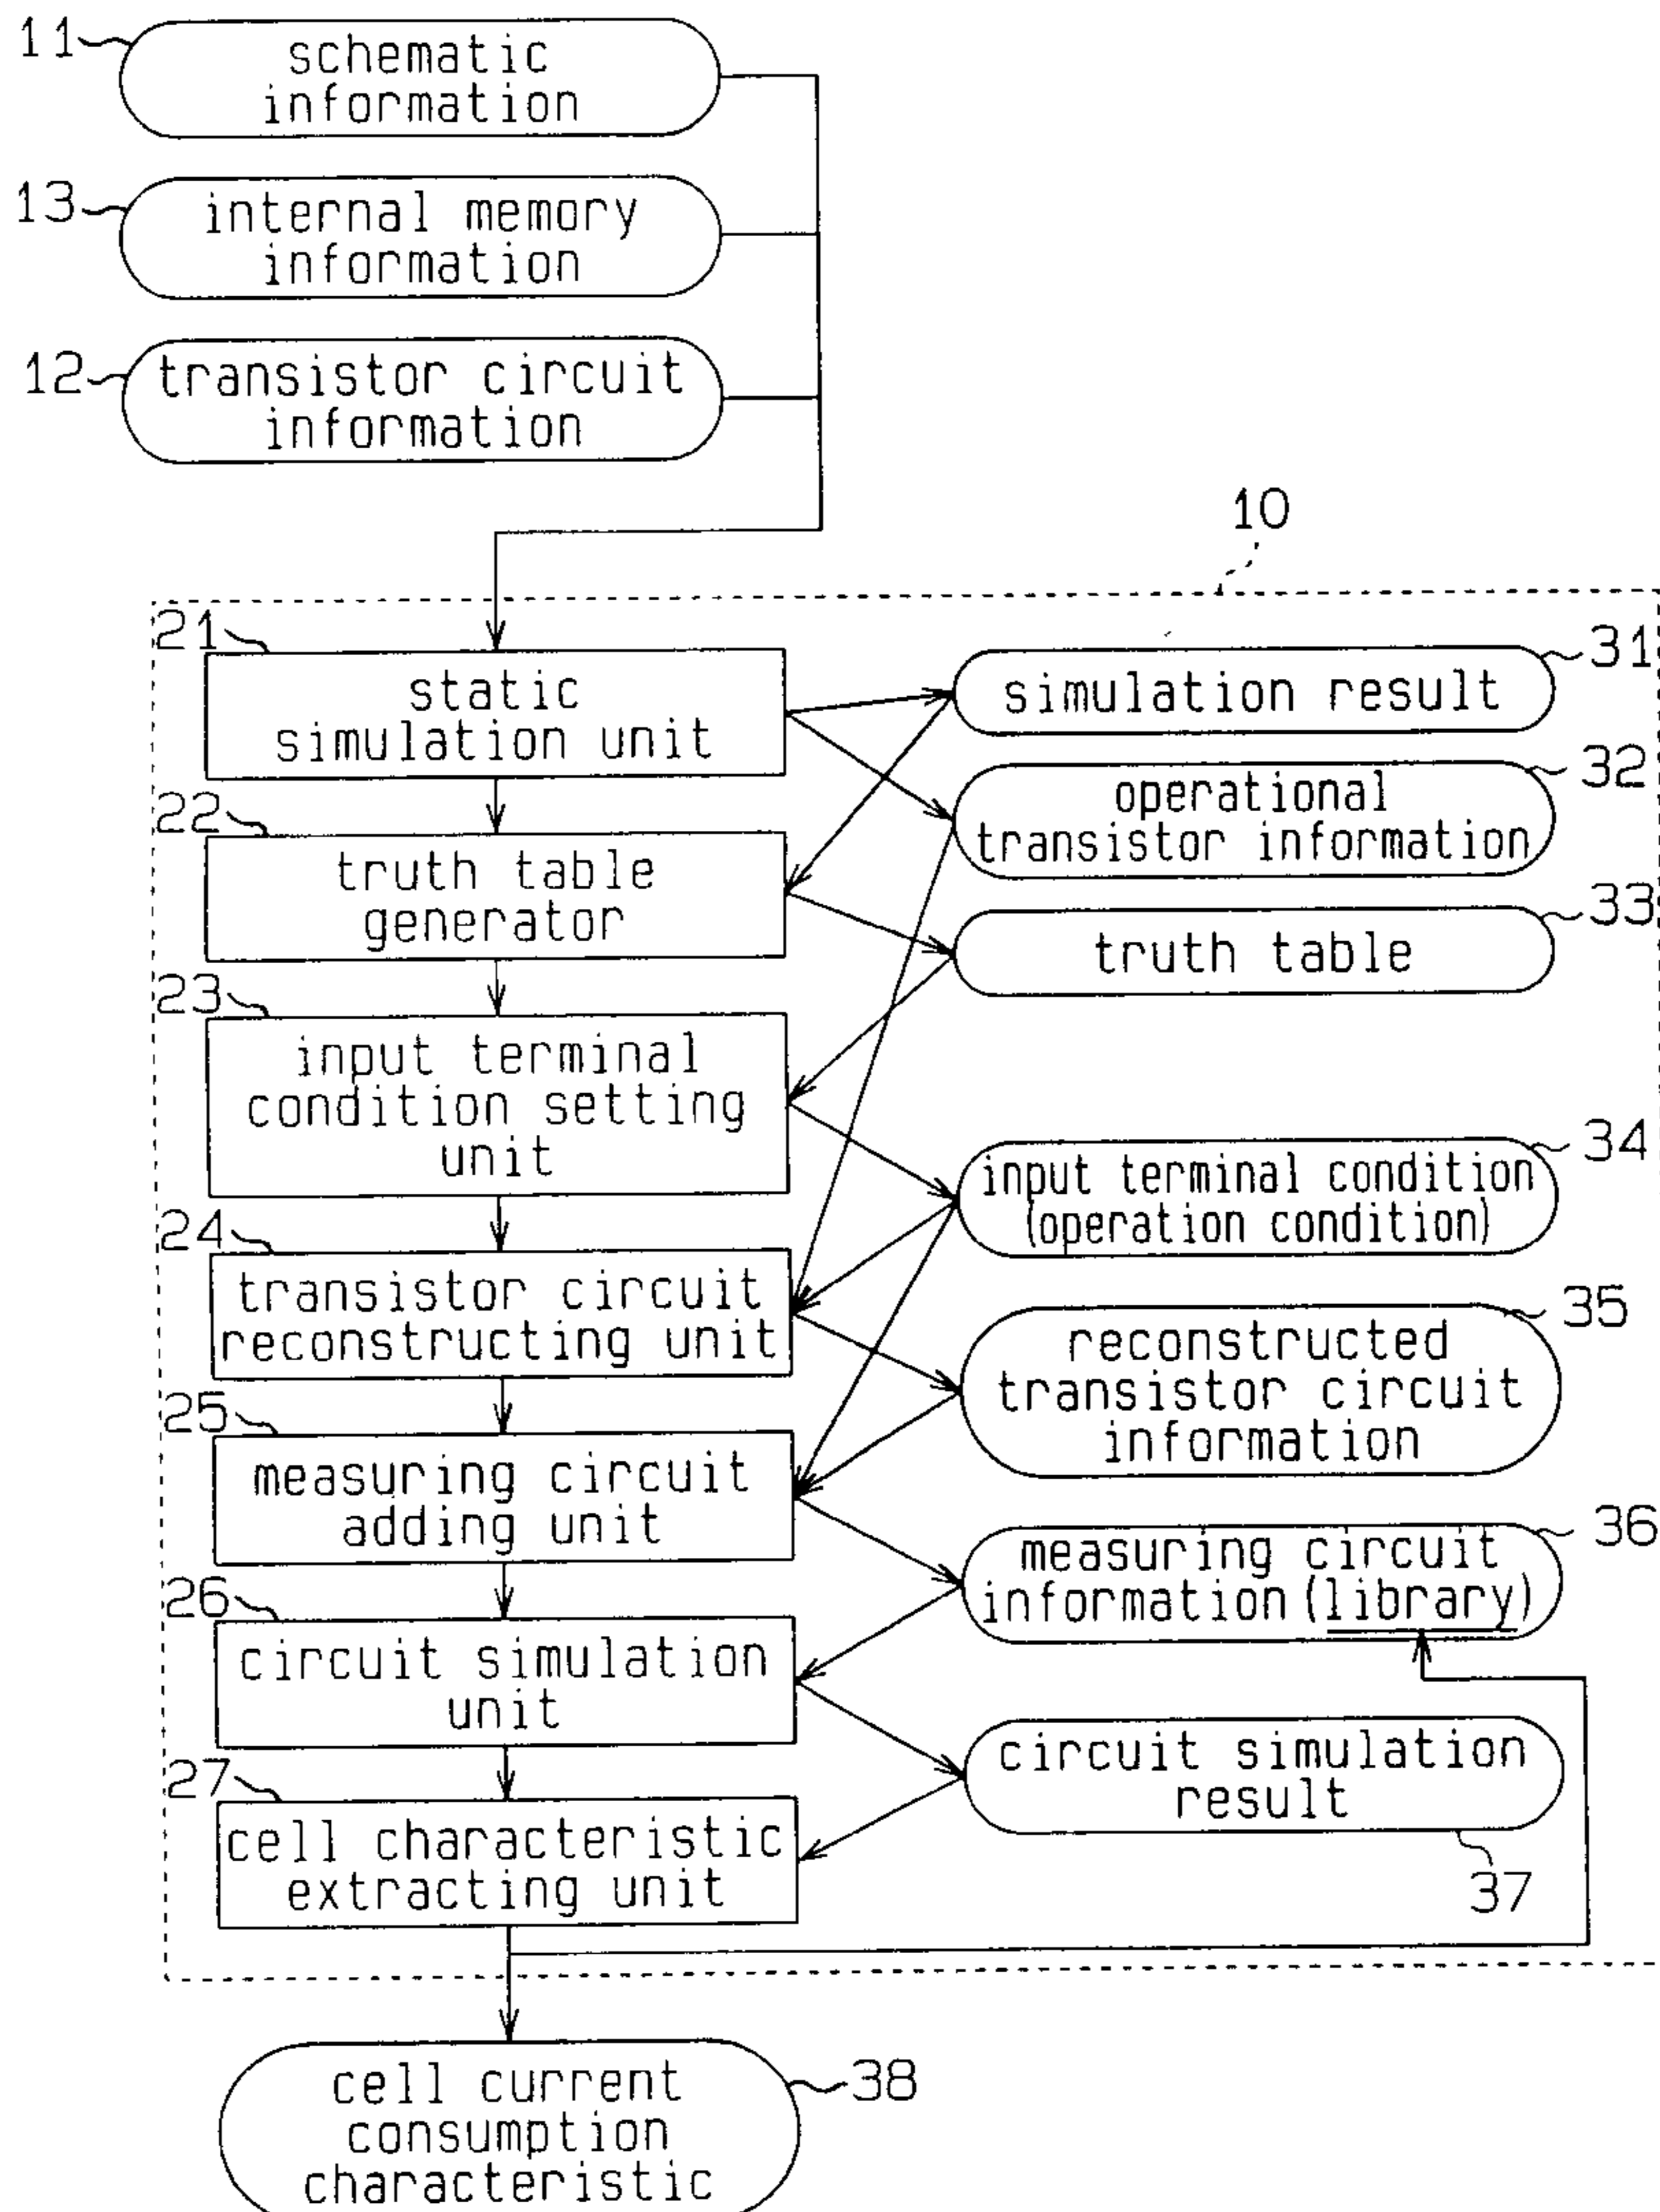 11
schematic
information
13
internal memory
information
12
transistor circuit
information
10
21
static
simulation unit
31
simulation result
32
operational
transistor information
22
truth table
generator
33
truth table
23
input terminal
condition setting
unit
34
input terminal condition
(operation condition)
24
transistor circuit
reconstructing unit
35
reconstructed
transistor circuit
information
25
measuring circuit
adding unit
36
measuring circuit
information (library)
26
circuit simulation
unit
circuit simulation
result
37
27
cell characteristic
extracting unit
cell current
consumption
characteristic
38